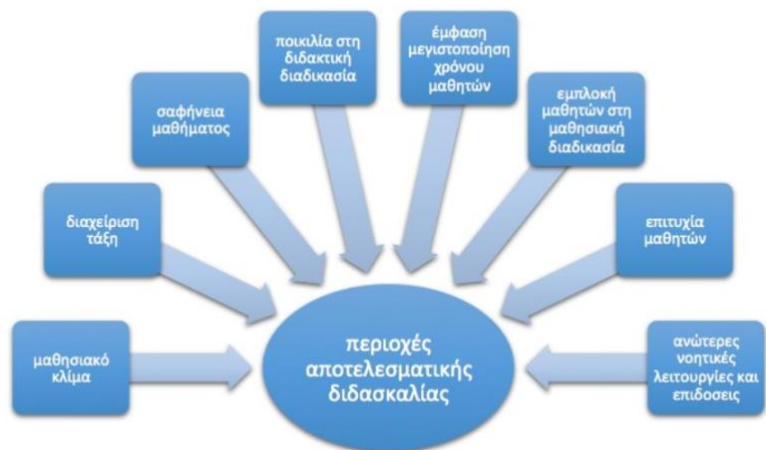 μαθησιακό
κλίμα
διαχείριση
τάξη
σαφήνεια
μαθήματος
ποικιλία στη
διδακτική
διαδικασία
έμφαση
μεγιστοποίηση
χρόνου
μαθητών
εμπλοκή
μαθητών στη
μαθησιακή
διαδικασία
επιτυχία
μαθητών
ανώτερες
νοητικές
λειτουργίες και
επιδοσεις
περιοχές
αποτελεσματικής
διδασκαλίας